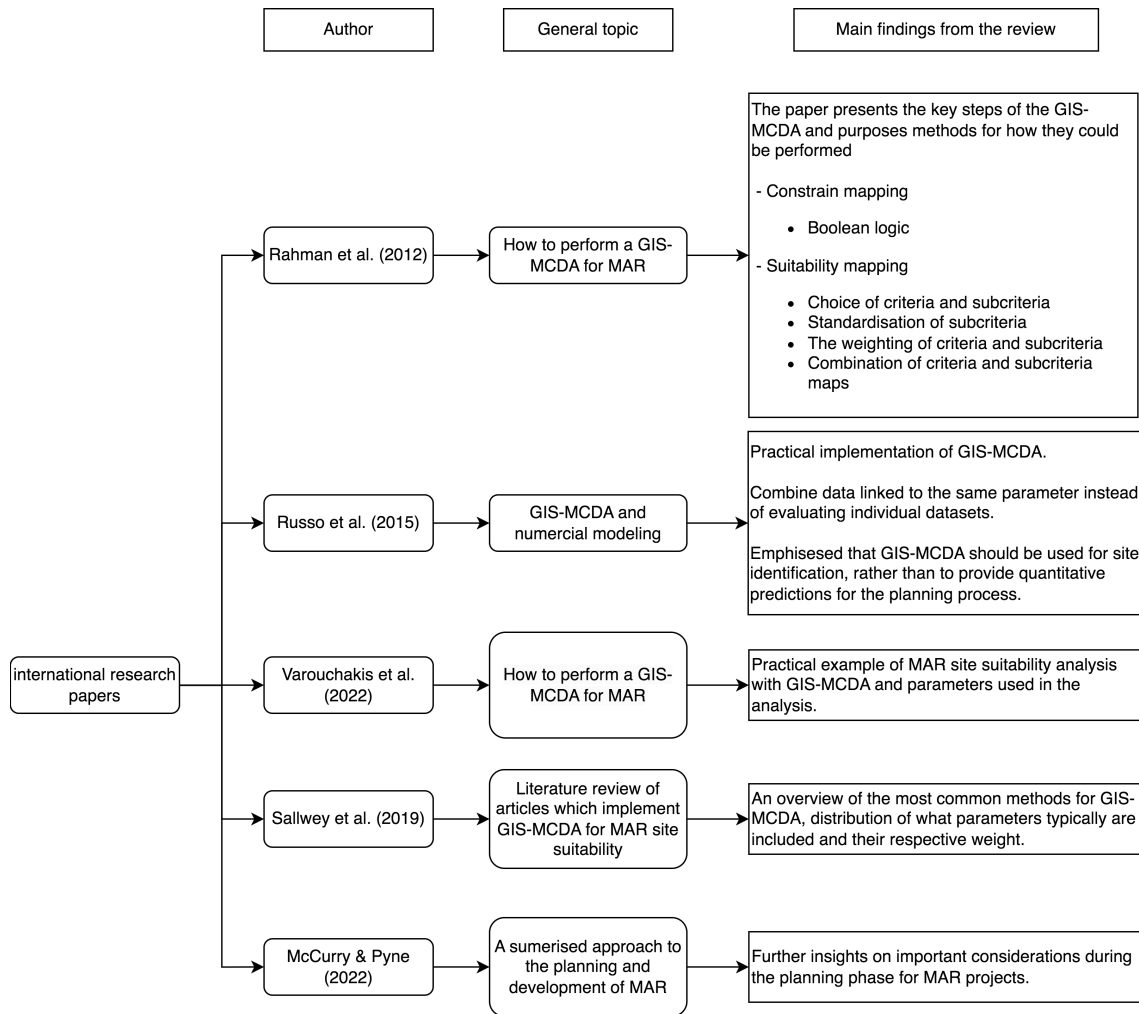 Author
General topic
Main findings from the review
The paper presents the key steps of the GIS-
MCDA and purposes methods for how they could
be performed
- Constrain mapping
• Boolean logic
- Suitability mapping
• Choice of criteria and subcriteria
• Standardisation of subcriteria
• The weighting of criteria and subcriteria
• Combination of criteria and subcriteria
maps
Rahman et al. (2012)
How to perform a GIS-
MCDA for MAR
Russo et al. (2015)
GIS-MCDA and
numercial modeling
Practical implementation of GIS-MCDA.
Combine data linked to the same parameter instead
of evaluating individual datasets.
Emphisesed that GIS-MCDA should be used for site
identification, rather than to provide quantitative
predictions for the planning process.
international research
papers
Varouchakis et al.
(2022)
How to perform a GIS-
MCDA for MAR
Practical example of MAR site suitability analysis
with GIS-MCDA and parameters used in the
analysis.
Sallwey et al. (2019)
Literature review of
articles which implement
GIS-MCDA for MAR site
suitability
An overview of the most common methods for GIS-
MCDA, distribution of what parameters typically are
included and their respective weight.
McCurry & Pyne
(2022)
A sumerised approach to
the planning and
development of MAR
Further insights on important considerations during
the planning phase for MAR projects.